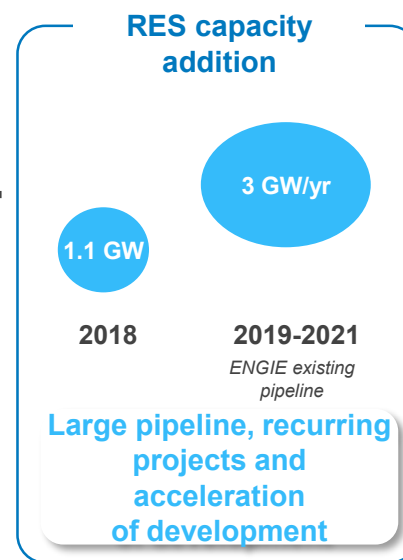 RES capacity
addition
3 GW/yr
1.1 GW
2018
2019-2021
ENGIE existing
pipeline
Large pipeline, recurring
projects and
acceleration
of development